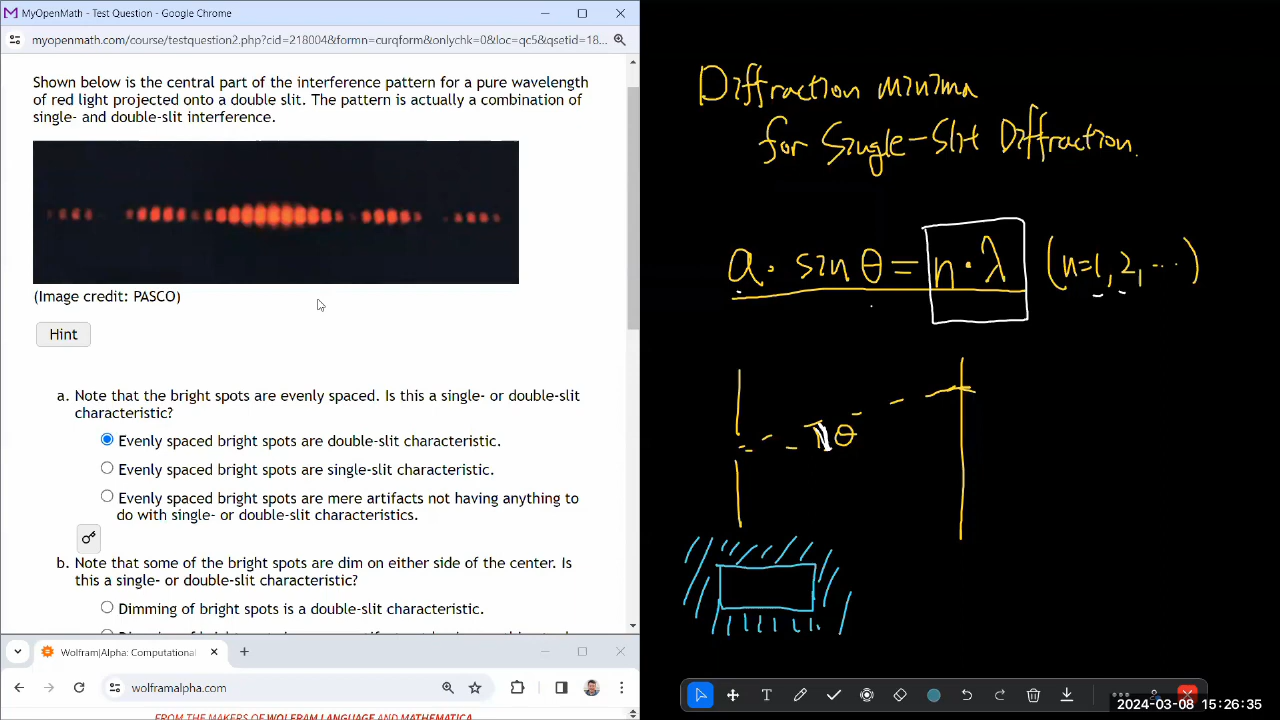 MyOpenMath - Test Question - Google Chrome
myopenmath.com/course/testquestion2.php?cid=218004&formn=curqform&onlychk=0&loc=qc5&qsetid=18...
Shown below is the central part of the interference pattern for a pure wavelength
of red light projected onto a double slit. The pattern is actually a combination of
single- and double-slit interference.
(Image credit: PASCO)
Hint
a. Note that the bright spots are evenly spaced. Is this a single- or double-slit
characteristic?
Evenly spaced bright spots are double-slit characteristic.
Evenly spaced bright spots are single-slit characteristic.
Evenly spaced bright spots are mere artifacts not having anything to
do with single- or double-slit characteristics.
b. Note that some of the bright spots are dim on either side of the center. Is
this a single- or double-slit characteristic?
Dimming of bright spots is a double-slit characteristic.
Wolfram|Alpha: Computational
wolframalpha.com
FROM THE MAKERS OF WOLFRAM LANGUAGE AND MATHEMATICA
Diffraction minima
for Single-Slit Diffraction.
a · sin θ = n · λ (n=1, 2, ...)
θ
2024-03-08 15:26:35